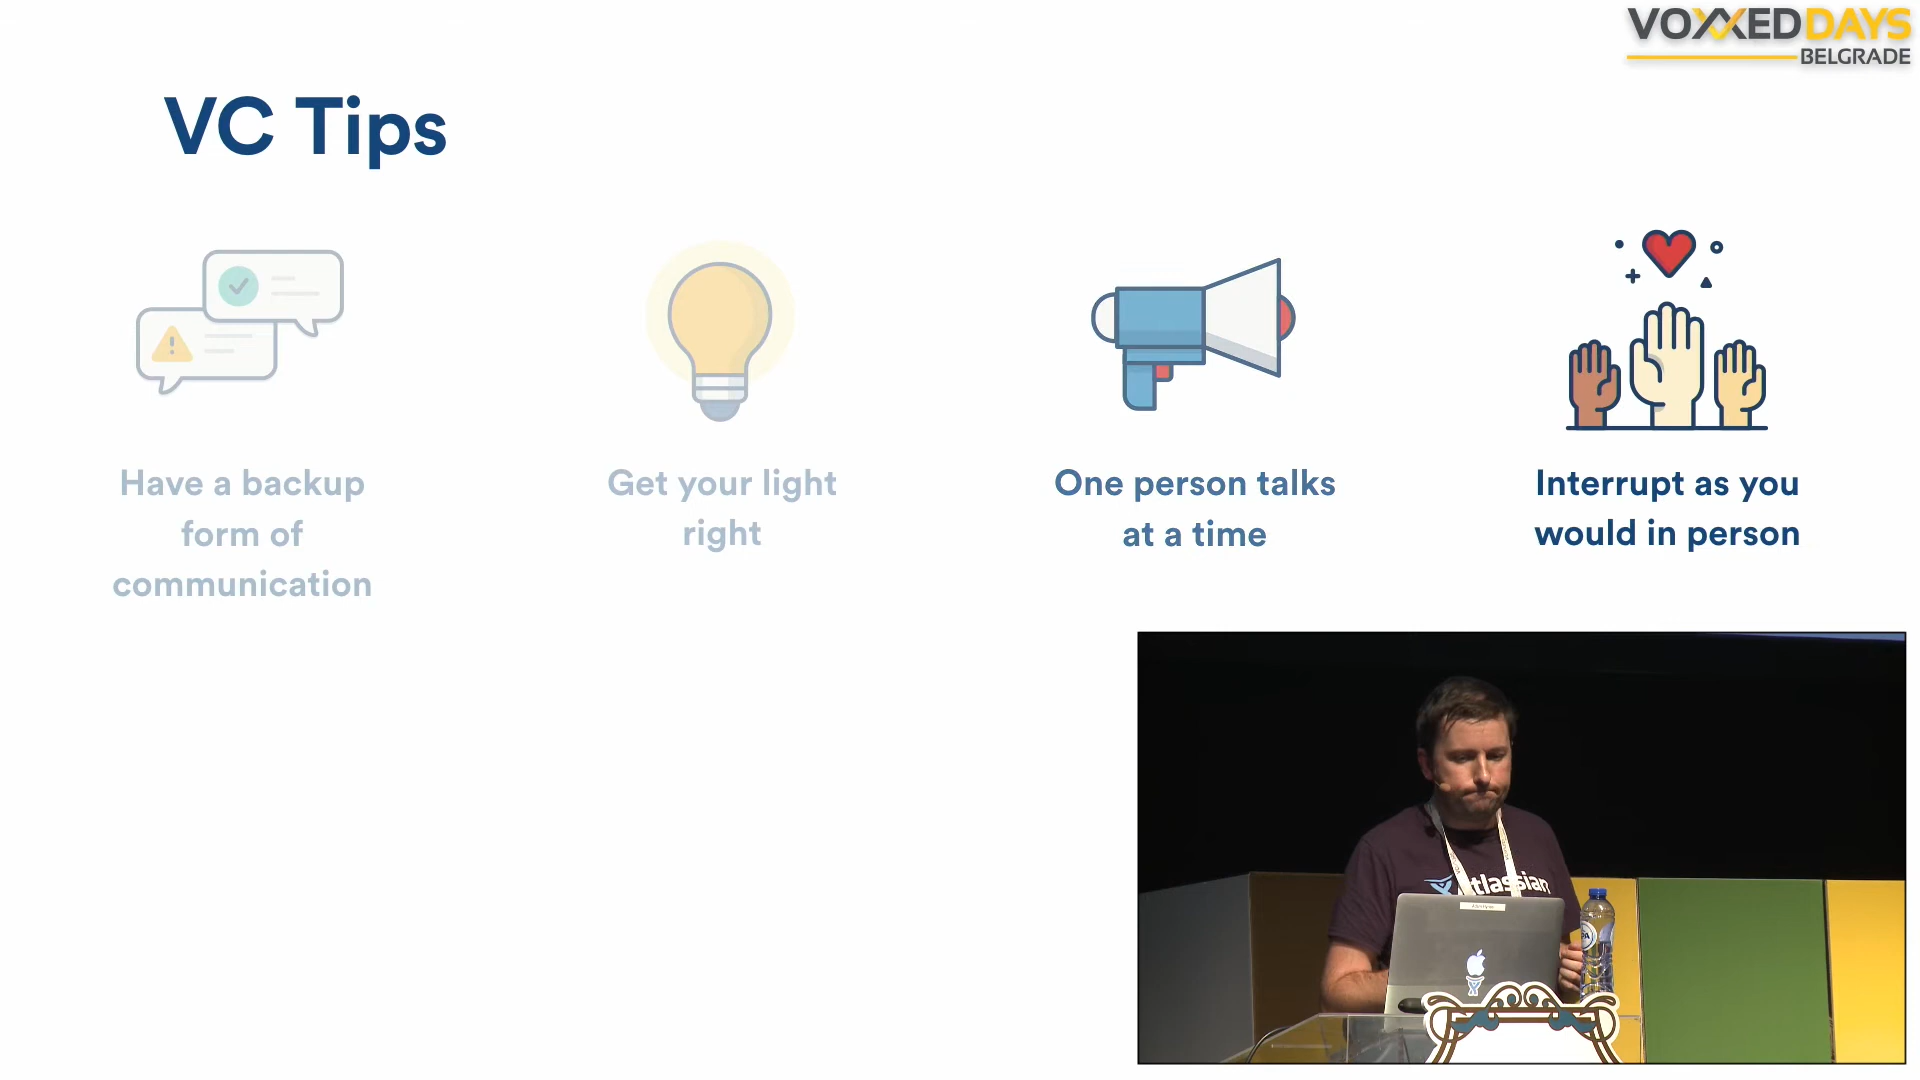 VOXXED DAYS
BELGRADE
VC Tips
Have a backup
form of
communication
Get your light
right
One person talks
at a time
Interrupt as you
would in person
Atlassian